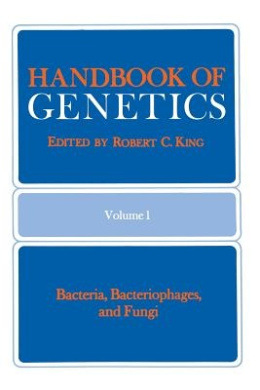 HANDBOOK OF
GENETICS
EDITED BY ROBERT C. KING
Volume 1
Bacteria, Bacteriophages,
and Fungi